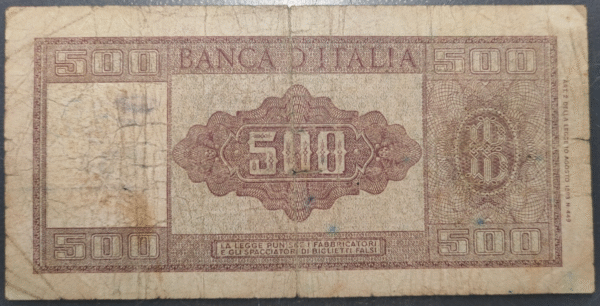 500 BANCA D'ITALIA 500
500
500 LA LEGGE PUNISCE I FABBRICATORI 500
E GLI SPACCIATORI DI BIGLIETTI FALSI